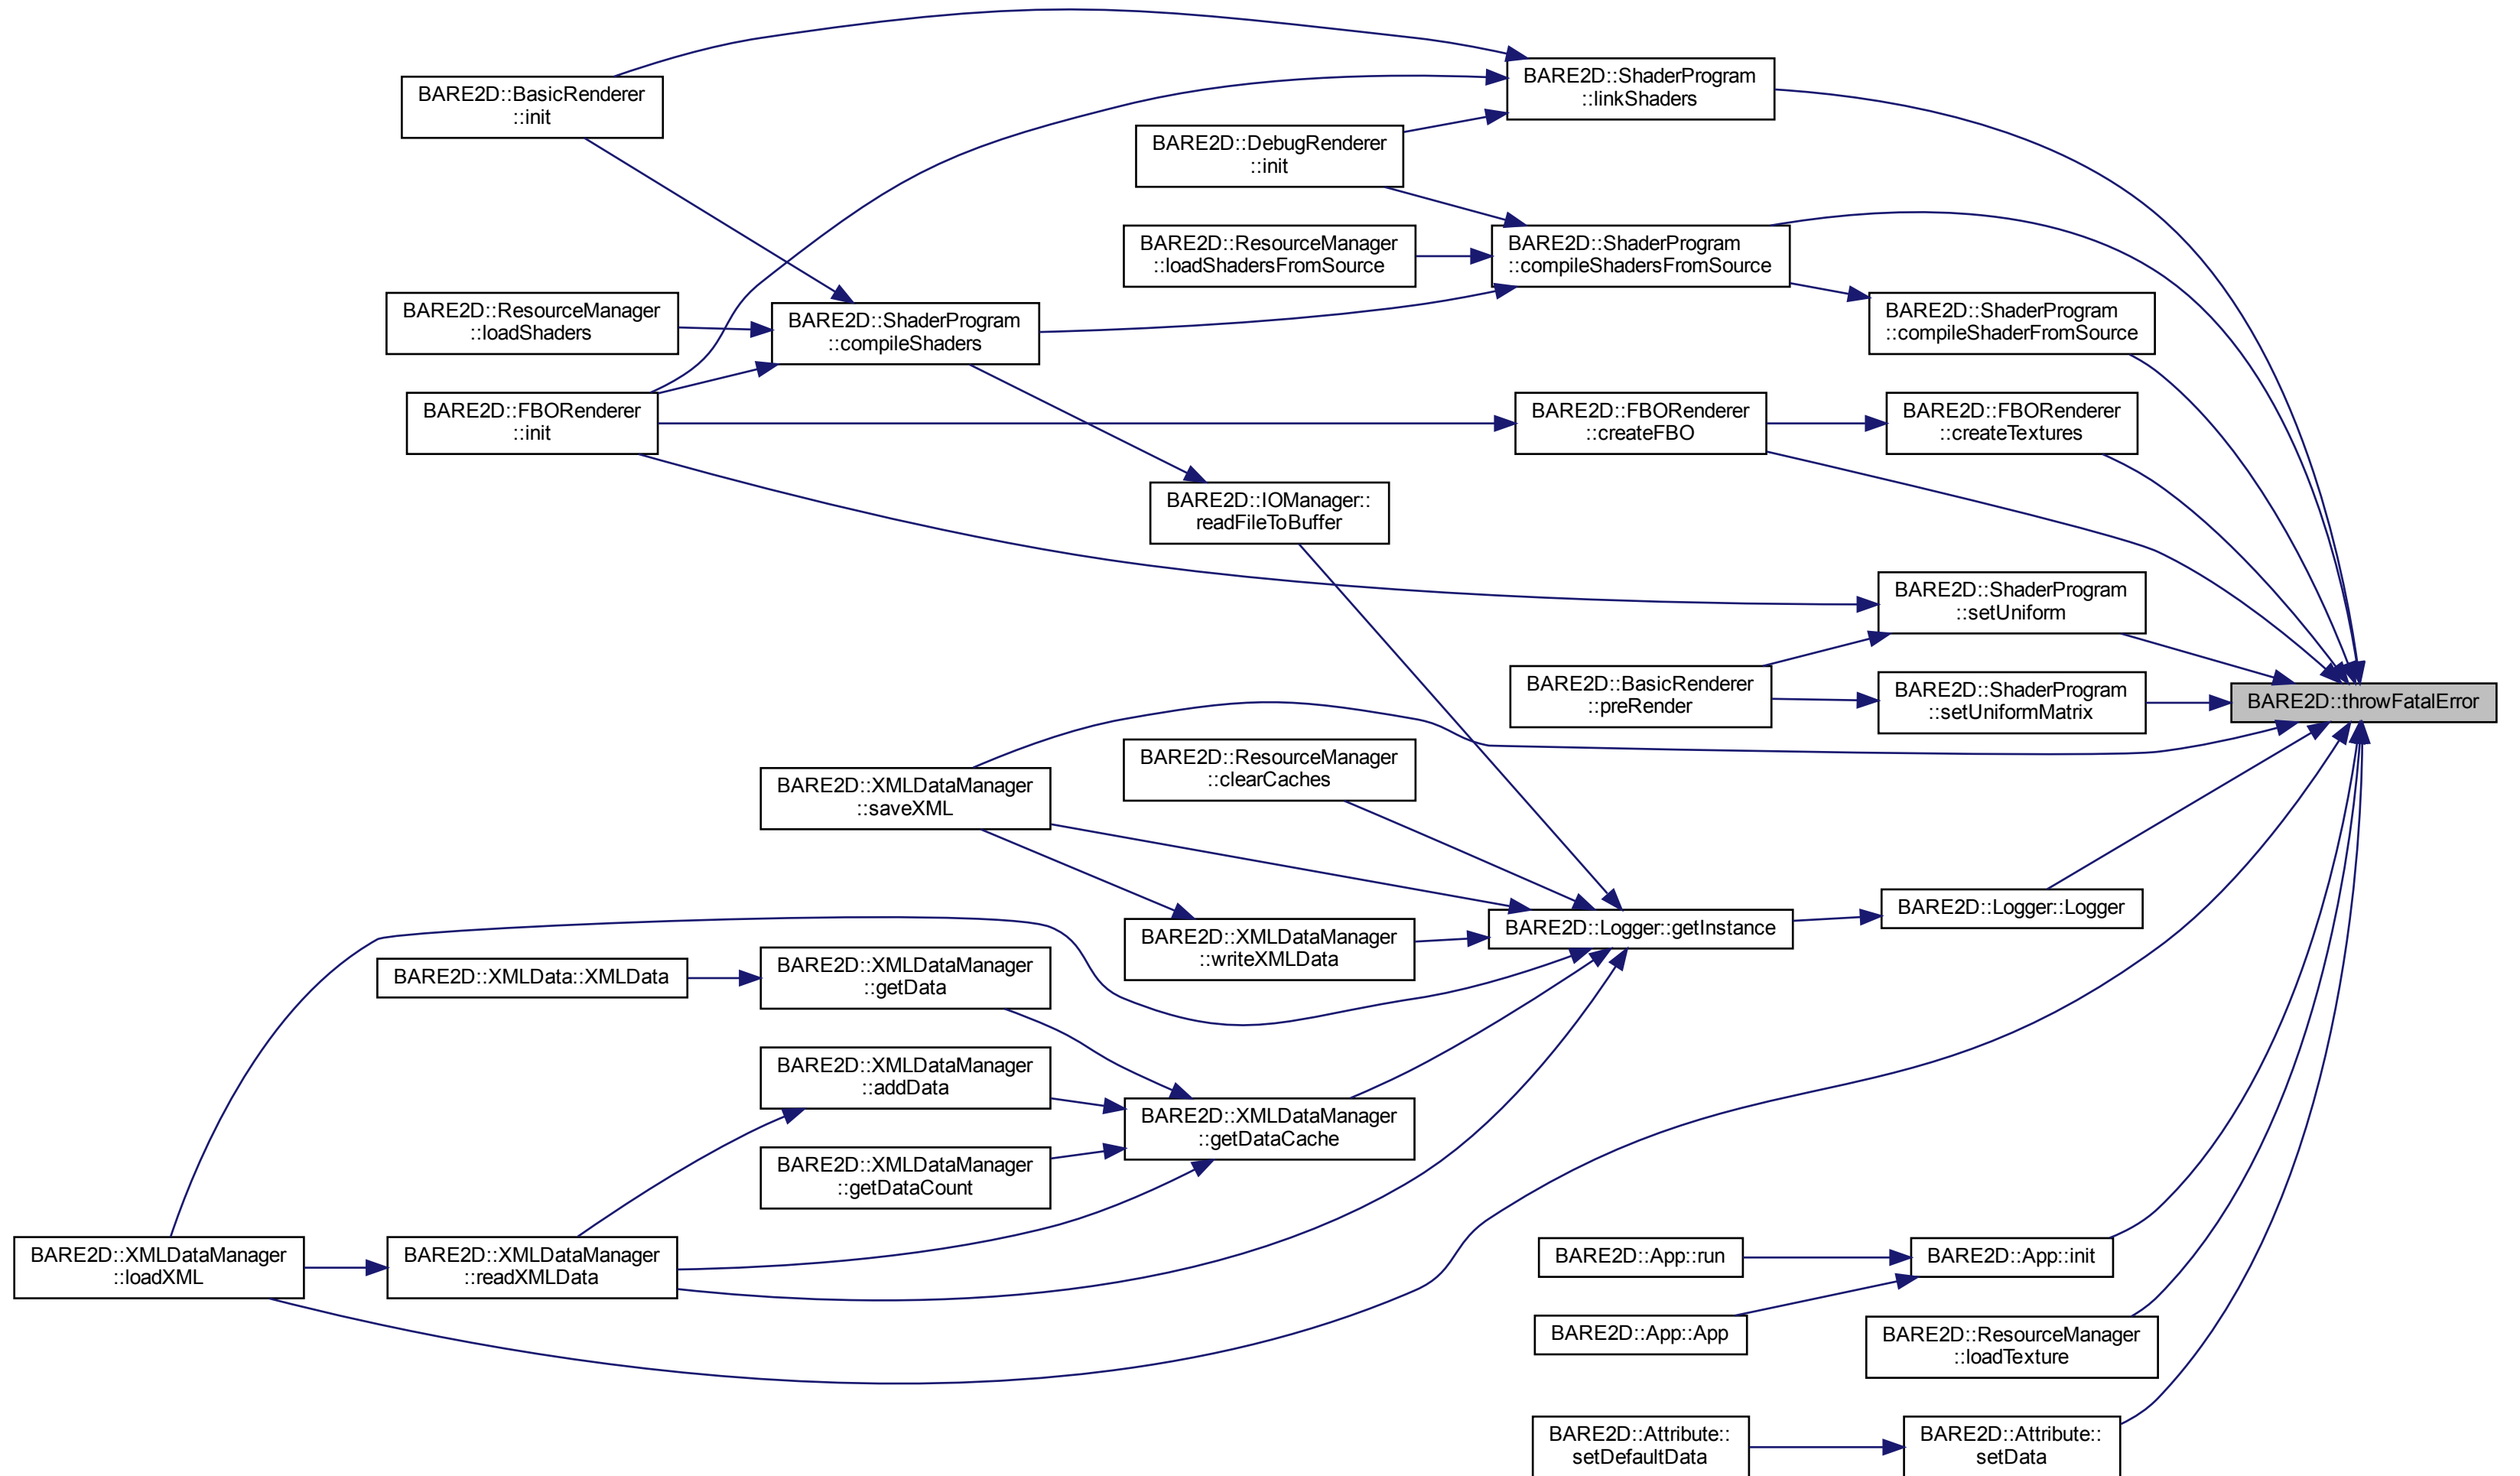 BARE2D::ShaderProgram
::linkShaders
BARE2D::BasicRenderer
::init
BARE2D::DebugRenderer
::init
BARE2D::ResourceManager
::loadShadersFromSource
BARE2D::ShaderProgram
::compileShadersFromSource
BARE2D::ResourceManager
::loadShaders
BARE2D::ShaderProgram
::compileShaders
BARE2D::ShaderProgram
::compileShaderFromSource
BARE2D::FBORenderer
::init
BARE2D::FBORenderer
::createFBO
BARE2D::FBORenderer
::createTextures
BARE2D::IOManager::
readFileToBuffer
BARE2D::ShaderProgram
::setUniform
BARE2D::BasicRenderer
::preRender
BARE2D::ShaderProgram
::setUniformMatrix
BARE2D::throwFatalError
BARE2D::XMLDataManager
::saveXML
BARE2D::ResourceManager
::clearCaches
BARE2D::XMLDataManager
::writeXMLData
BARE2D::Logger::getInstance
BARE2D::Logger::Logger
BARE2D::XMLData::XMLData
BARE2D::XMLDataManager
::getData
BARE2D::XMLDataManager
::addData
BARE2D::XMLDataManager
::getDataCache
BARE2D::XMLDataManager
::getDataCount
BARE2D::XMLDataManager
::loadXML
BARE2D::XMLDataManager
::readXMLData
BARE2D::App::run
BARE2D::App::init
BARE2D::App::App
BARE2D::ResourceManager
::loadTexture
BARE2D::Attribute::
setDefaultData
BARE2D::Attribute::
setData